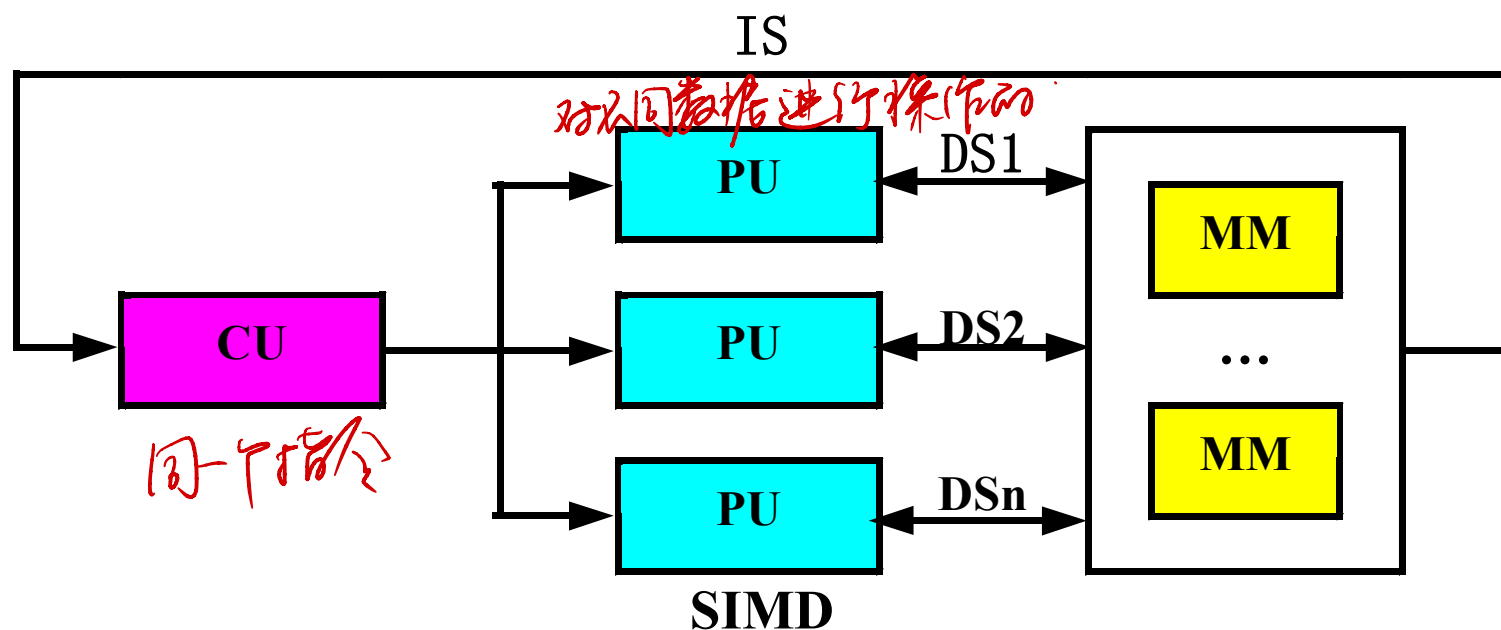 IS
对不同数据进行操作的
PU
DS1
MM
CU
PU
DS2
...
同一个指令
MM
PU
DSn
SIMD